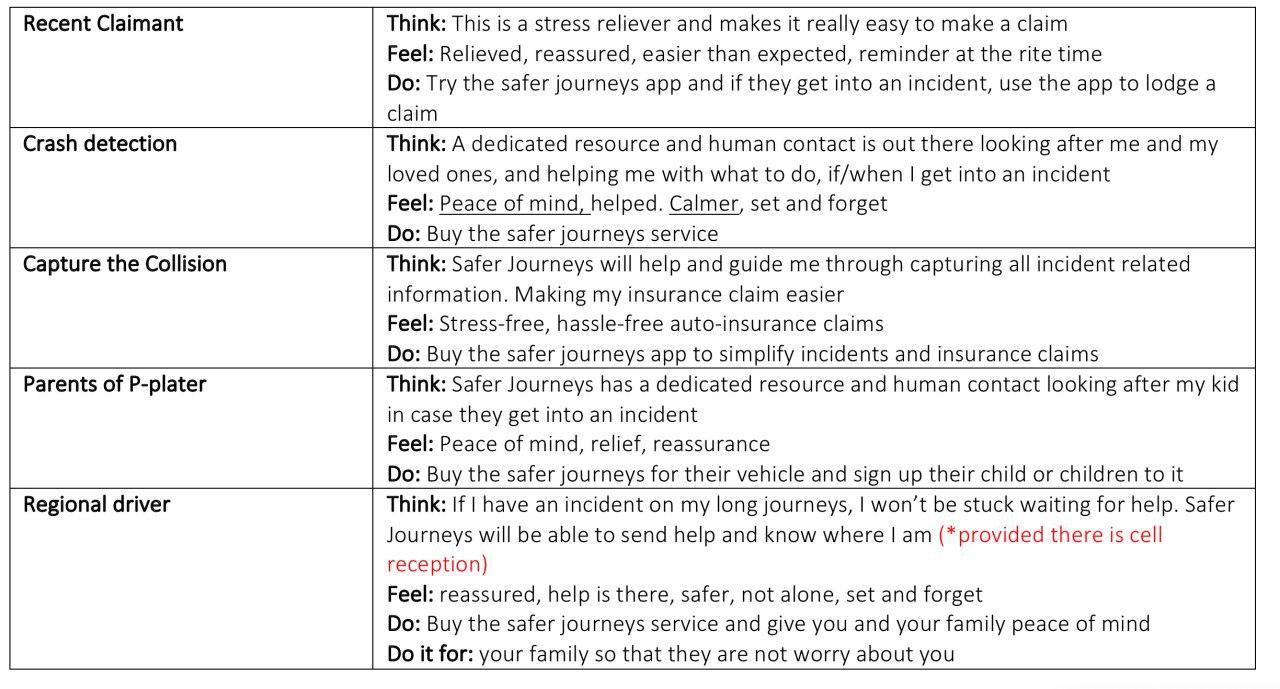 Recent Claimant
Think: This is a stress reliever and makes it really easy to make a claim
Feel: Relieved, reassured, easier than expected, reminder at the rite time
Do: Try the safer journeys app and if they get into an incident, use the app to lodge a
claim
Crash detection
Think: A dedicated resource and human contact is out there looking after me and my
loved ones, and helping me with what to do, if/when I get into an incident
Feel: Peace of mind, helped. Calmer, set and forget
Do: Buy the safer journeys service
Capture the Collision
Think: Safer Journeys will help and guide me through capturing all incident related
information. Making my insurance claim easier
Feel: Stress-free, hassle-free auto-insurance claims
Do: Buy the safer journeys app to simplify incidents and insurance claims
Parents of P-plater
Think: Safer Journeys has a dedicated resource and human contact looking after my kid
in case they get into an incident
Feel: Peace of mind, relief, reassurance
Do: Buy the safer journeys for their vehicle and sign up their child or children to it
Regional driver
Think: If I have an incident on my long journeys, I won’t be stuck waiting for help. Safer
Journeys will be able to send help and know where I am (*provided there is cell
reception)
Feel: reassured, help is there, safer, not alone, set and forget
Do: Buy the safer journeys service and give you and your family peace of mind
Do it for: your family so that they are not worry about you